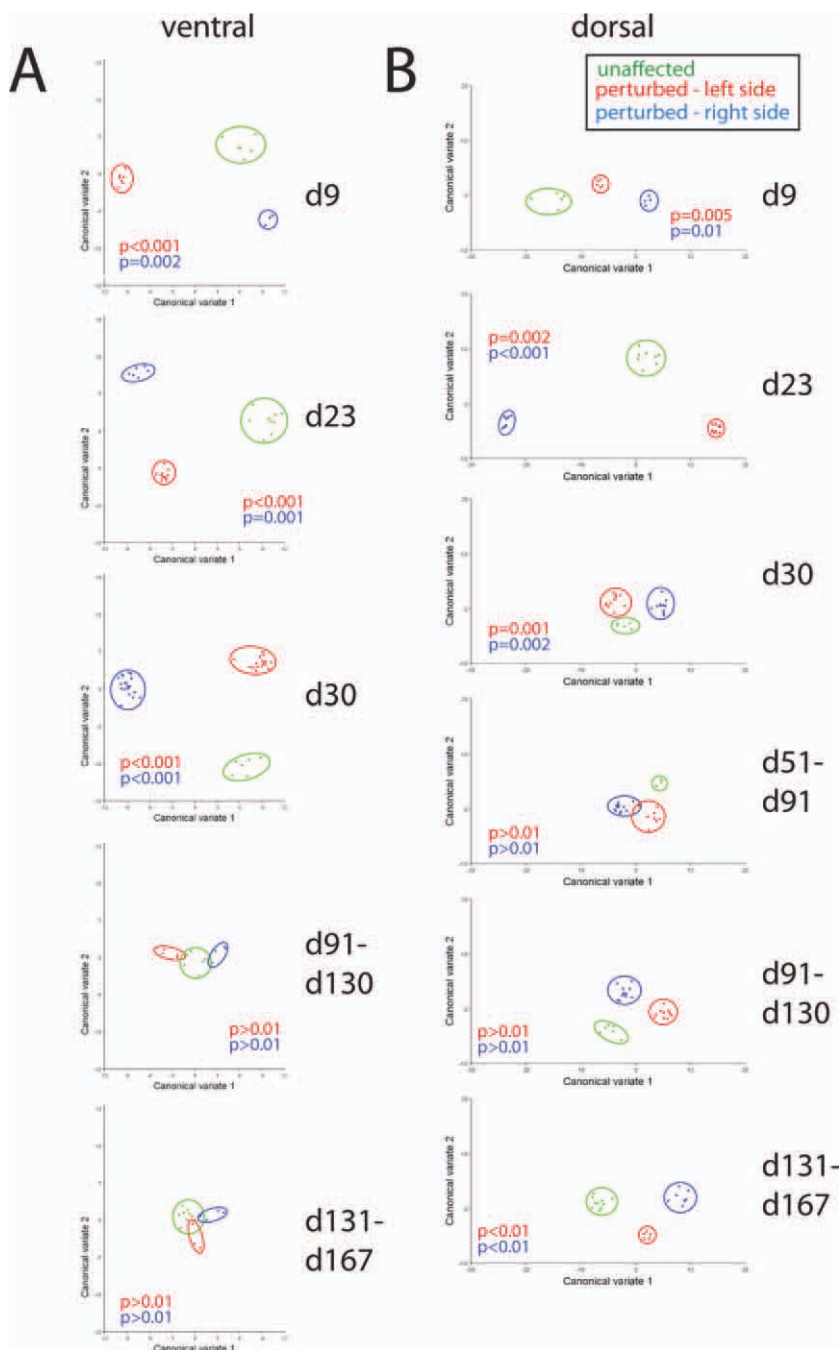 ventral
dorsal
A
B
unaffected
perturbed - left side
perturbed - right side
Canonical variate 2
Canonical variate 1
p<0.001
p=0.002
d9
Canonical variate 2
Canonical variate 1
p=0.005
p=0.01
d9
Canonical variate 2
Canonical variate 1
p<0.001
p=0.001
d23
Canonical variate 2
Canonical variate 1
p=0.002
p<0.001
d23
Canonical variate 2
Canonical variate 1
p<0.001
p<0.001
d30
Canonical variate 2
Canonical variate 1
p=0.001
p=0.002
d30
Canonical variate 2
Canonical variate 1
p>0.01
p>0.01
d51-
d91
Canonical variate 2
Canonical variate 1
p>0.01
p>0.01
d91-
d130
Canonical variate 2
Canonical variate 1
p>0.01
p>0.01
d91-
d130
Canonical variate 2
Canonical variate 1
p>0.01
p>0.01
d131-
d167
Canonical variate 2
Canonical variate 1
p<0.01
p<0.01
d131-
d167